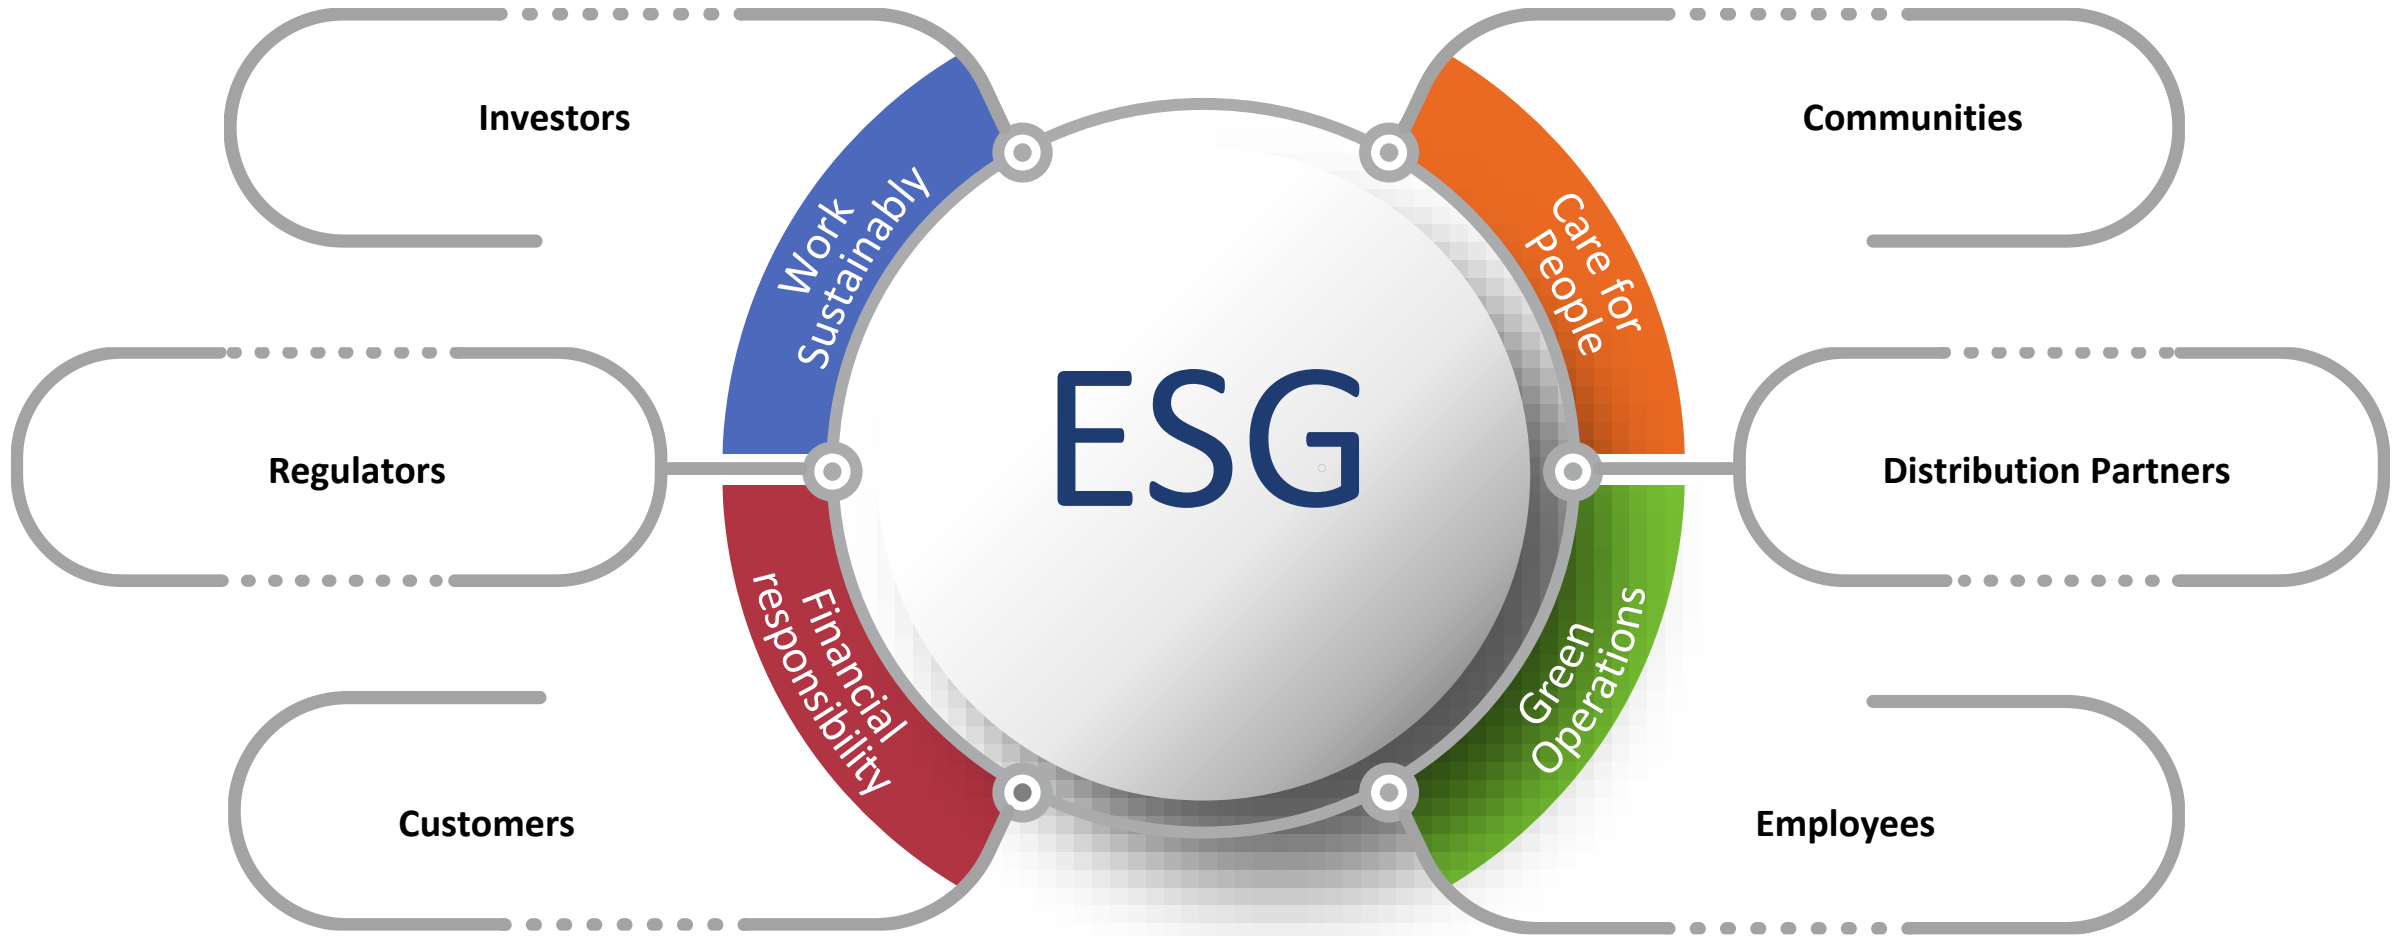 Investors
Communities
Work
Sustainably
Care for
People
ESG
Regulators
Distribution Partners
Financial
responsibility
Green
Operations
Customers
Employees